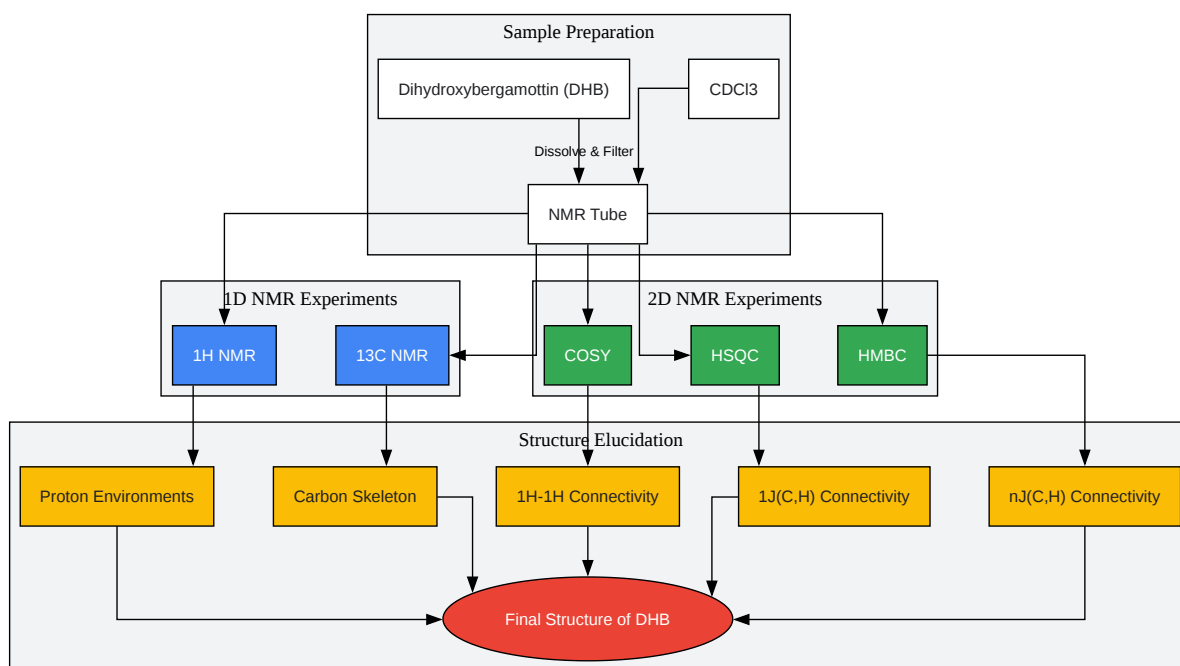 Sample Preparation
Dihydroxybergamottin (DHB)
CDCl3
Dissolve & Filter
NMR Tube
1D NMR Experiments
2D NMR Experiments
1H NMR
13C NMR
COSY
HSQC
HMBC
Structure Elucidation
Proton Environments
Carbon Skeleton
1H-1H Connectivity
1J(C,H) Connectivity
nJ(C,H) Connectivity
Final Structure of DHB